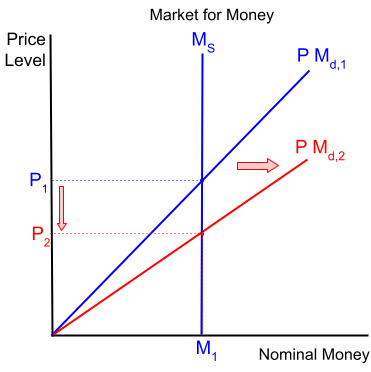 Market for Money
Price
Level
Ms
P Md,1
P Md,2
P1
P2
M1
Nominal Money